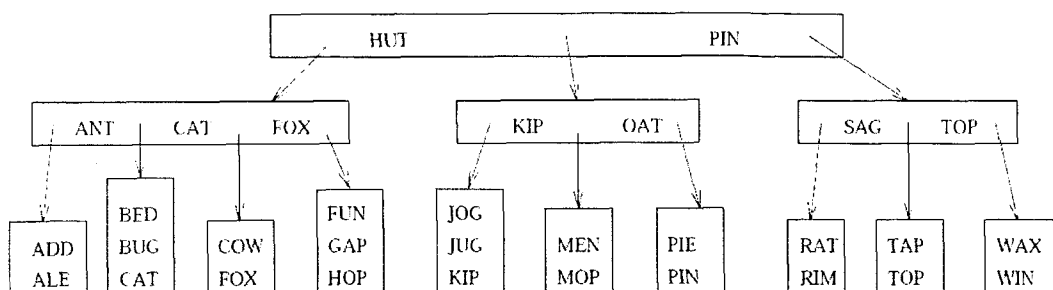 HUT PIN
ANT CAT FOX
KIP OAT
SAG TOP
ADD
ALE
BED
BUG
CAT
COW
FOX
FUN
GAP
HOP
JOG
JUG
KIP
MEN
MOP
PIE
PIN
RAT
RIM
TAP
TOP
WAX
WIN